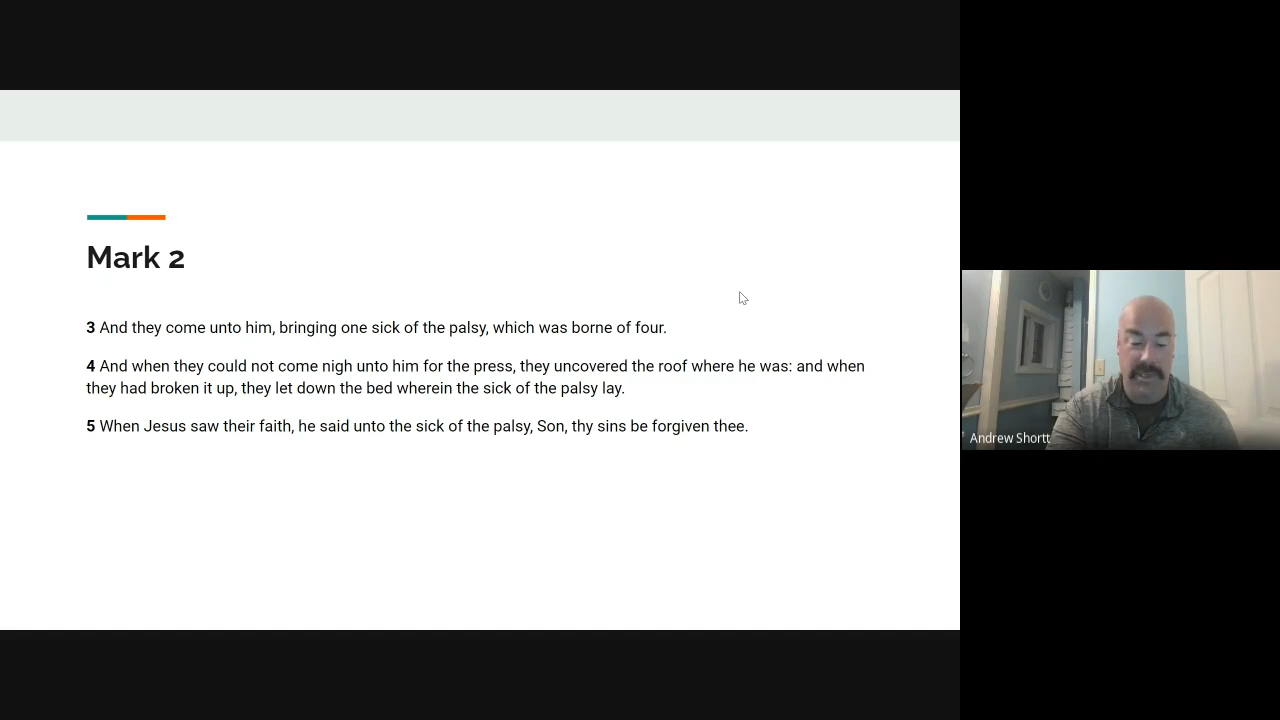 Mark 2
3 And they come unto him, bringing one sick of the palsy, which was borne of four.
4 And when they could not come nigh unto him for the press, they uncovered the roof where he was: and when
they had broken it up, they let down the bed wherein the sick of the palsy lay.
5 When Jesus saw their faith, he said unto the sick of the palsy, Son, thy sins be forgiven thee.
Andrew Shortt